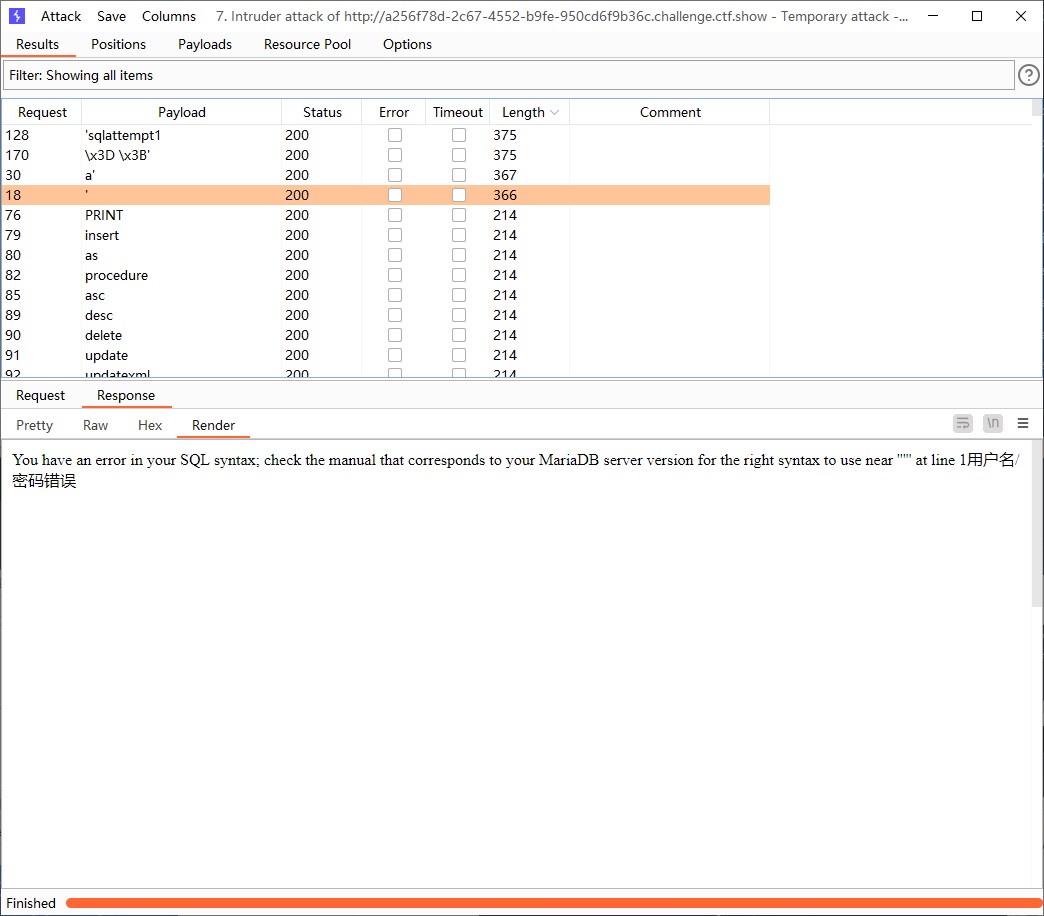 Attack Save Columns 7. Intruder attack of http://a256f78d-2c67-4552-b9fe-950cd6f9b36c.challenge.ctf.show - Temporary attack -...
Results Positions Payloads Resource Pool Options
Filter: Showing all items ?
Request Payload Status Error Timeout Length Comment
128 'sqlattempt1 200 375
170 \x3D \x3B' 200 375
30 a' 200 367
18 ' 200 366
76 PRINT 200 214
79 insert 200 214
80 as 200 214
82 procedure 200 214
85 asc 200 214
89 desc 200 214
90 delete 200 214
91 update 200 214
92 updatexml 200 214
Request Response
Pretty Raw Hex Render \n
You have an error in your SQL syntax; check the manual that corresponds to your MariaDB server version for the right syntax to use near ''''' at line 1用户名/
密码错误
Finished